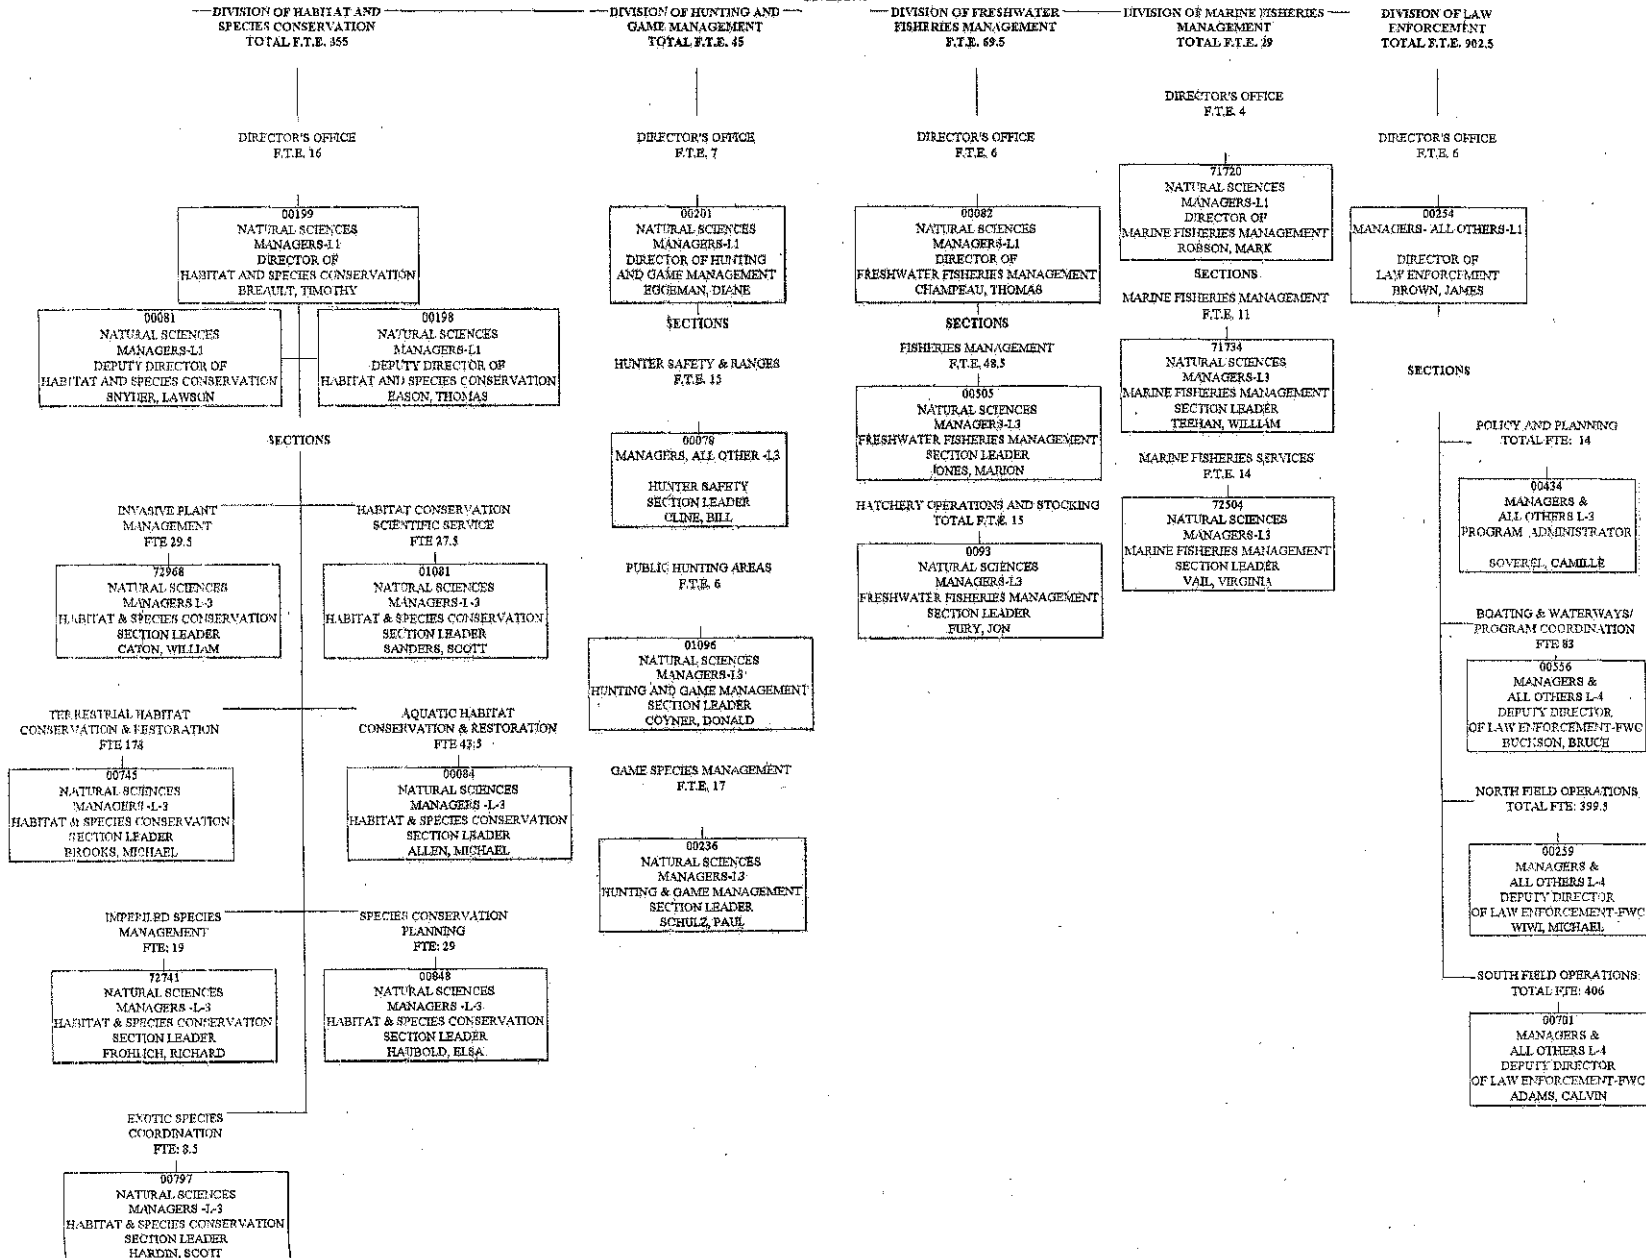 DIVISION OF HABITAT AND
SPECIES CONSERVATION
TOTAL F.T.E. 355
DIRECTOR'S OFFICE
F.T.E. 16
00199
NATURAL SCIENCES
MANAGERS-L1
DIRECTOR OF
HABITAT AND SPECIES CONSERVATION
BREAULT, TIMOTHY
00081
NATURAL SCIENCES
MANAGERS-L1
DEPUTY DIRECTOR OF
HABITAT AND SPECIES CONSERVATION
SNYDER, LAWSON
00198
NATURAL SCIENCES
MANAGERS-L1
DEPUTY DIRECTOR OF
HABITAT AND SPECIES CONSERVATION
EASON, THOMAS
SECTIONS
INVASIVE PLANT
MANAGEMENT
FTE 29.5
72968
NATURAL SCIENCES
MANAGERS L-3
HABITAT & SPECIES CONSERVATION
SECTION LEADER
CATON, WILLIAM
HABITAT CONSERVATION
SCIENTIFIC SERVICE
FTE 27.5
01081
NATURAL SCIENCES
MANAGERS-L-3
HABITAT & SPECIES CONSERVATION
SECTION LEADER
SANDERS, SCOTT
TERRESTRIAL HABITAT
CONSERVATION & RESTORATION
FTE 178
00745
NATURAL SCIENCES
MANAGERS -L-3
HABITAT & SPECIES CONSERVATION
SECTION LEADER
BROOKS, MICHAEL
AQUATIC HABITAT
CONSERVATION & RESTORATION
FTE 47.5
00084
NATURAL SCIENCES
MANAGERS -L-3
HABITAT & SPECIES CONSERVATION
SECTION LEADER
ALLEN, MICHAEL
IMPERILED SPECIES
MANAGEMENT
FTE: 19
72741
NATURAL SCIENCES
MANAGERS -L-3
HABITAT & SPECIES CONSERVATION
SECTION LEADER
FROHLICH, RICHARD
SPECIES CONSERVATION
PLANNING
FTE: 29
00848
NATURAL SCIENCES
MANAGERS -L-3
HABITAT & SPECIES CONSERVATION
SECTION LEADER
HAUBOLD, ELSA
EXOTIC SPECIES
COORDINATION
FTE: 8.5
00797
NATURAL SCIENCES
MANAGERS -L-3
HABITAT & SPECIES CONSERVATION
SECTION LEADER
HARDIN, SCOTT
DIVISION OF HUNTING AND
GAME MANAGEMENT
TOTAL F.T.E. 45
DIRECTOR'S OFFICE
F.T.E. 7
00201
NATURAL SCIENCES
MANAGERS-L1
DIRECTOR OF HUNTING
AND GAME MANAGEMENT
EGGEMAN, DIANE
SECTIONS
HUNTER SAFETY & RANGES
F.T.E. 15
00078
MANAGERS, ALL OTHER -L3
HUNTER SAFETY
SECTION LEADER
CLINE, BILL
PUBLIC HUNTING AREAS
F.T.E. 6
01096
NATURAL SCIENCES
MANAGERS-L3
HUNTING AND GAME MANAGEMENT
SECTION LEADER
COYNER, DONALD
GAME SPECIES MANAGEMENT
F.T.E. 17
00236
NATURAL SCIENCES
MANAGERS-L3
HUNTING & GAME MANAGEMENT
SECTION LEADER
SCHULZ, PAUL
DIVISION OF FRESHWATER
FISHERIES MANAGEMENT
F.T.E. 69.5
DIRECTOR'S OFFICE
F.T.E. 6
00082
NATURAL SCIENCES
MANAGERS-L1
DIRECTOR OF
FRESHWATER FISHERIES MANAGEMENT
CHAMPEAU, THOMAS
SECTIONS
FISHERIES MANAGEMENT
F.T.E. 48.5
00505
NATURAL SCIENCES
MANAGER-L3
FRESHWATER FISHERIES MANAGEMENT
SECTION LEADER
JONES, MARION
HATCHERY OPERATIONS AND STOCKING
TOTAL F.T.E. 15
0093
NATURAL SCIENCES
MANAGERS-L3
FRESHWATER FISHERIES MANAGEMENT
SECTION LEADER
FURY, JON
DIVISION OF MARINE FISHERIES
MANAGEMENT
TOTAL F.T.E. 29
DIRECTOR'S OFFICE
F.T.E. 4
71720
NATURAL SCIENCES
MANAGERS-L1
DIRECTOR OF
MARINE FISHERIES MANAGEMENT
ROBSON, MARK
SECTIONS
MARINE FISHERIES MANAGEMENT
F.T.E. 11
71734
NATURAL SCIENCES
MANAGERS-L3
MARINE FISHERIES MANAGEMENT
SECTION LEADER
TEEHAN, WILLIAM
MARINE FISHERIES SERVICES
F.T.E. 14
72504
NATURAL SCIENCES
MANAGERS-L3
MARINE FISHERIES MANAGEMENT
SECTION LEADER
VAIL, VIRGINIA
DIVISION OF LAW
ENFORCEMENT
TOTAL F.T.E. 902.5
DIRECTOR'S OFFICE
F.T.E. 6
00254
MANAGERS- ALL OTHERS-L1
DIRECTOR OF
LAW ENFORCEMENT
BROWN, JAMES
SECTIONS
POLICY AND PLANNING
TOTAL FTE: 14
00434
MANAGERS &
ALL OTHERS L-3
PROGRAM ADMINISTRATOR
SOVEREL, CAMILLE
BOATING & WATERWAYS/
PROGRAM COORDINATION
FTE 83
00556
MANAGERS &
ALL OTHERS L-4
DEPUTY DIRECTOR
OF LAW ENFORCEMENT-FWC
BUCKSON, BRUCE
NORTH FIELD OPERATIONS
TOTAL FTE: 399.5
00259
MANAGERS &
ALL OTHERS L-4
DEPUTY DIRECTOR
OF LAW ENFORCEMENT-FWC
WIWI, MICHAEL
SOUTH FIELD OPERATIONS:
TOTAL FTE: 406
00701
MANAGERS &
ALL OTHERS L-4
DEPUTY DIRECTOR
OF LAW ENFORCEMENT-FWC
ADAMS, CALVIN